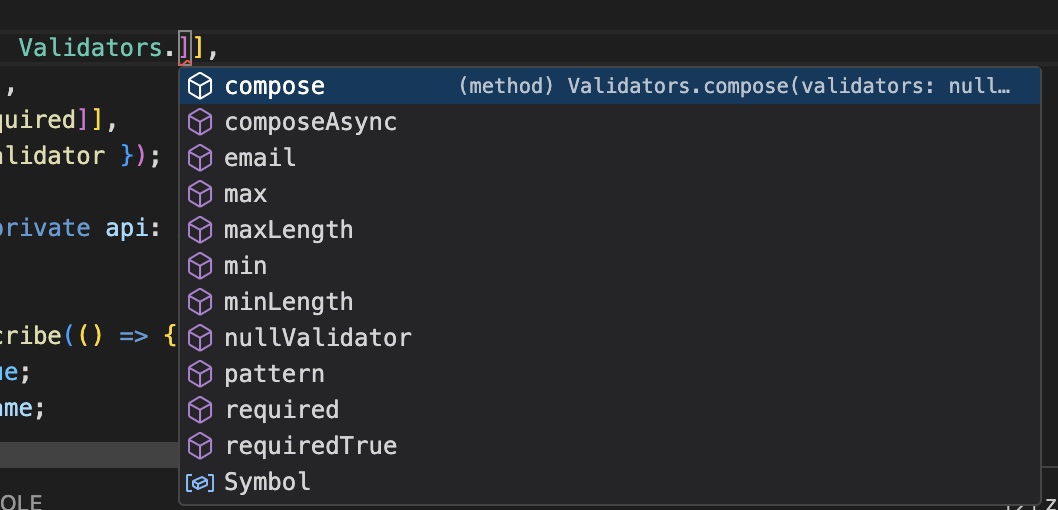 Validators.]],
compose (method) Validators.compose(validators: null…
,
composeAsync
quired]],
email
alidator });
max
maxLength
private api:
min
minLength
nullValidator
cribe(() => {
pattern
ue;
required
ame;
requiredTrue
Symbol
OLE